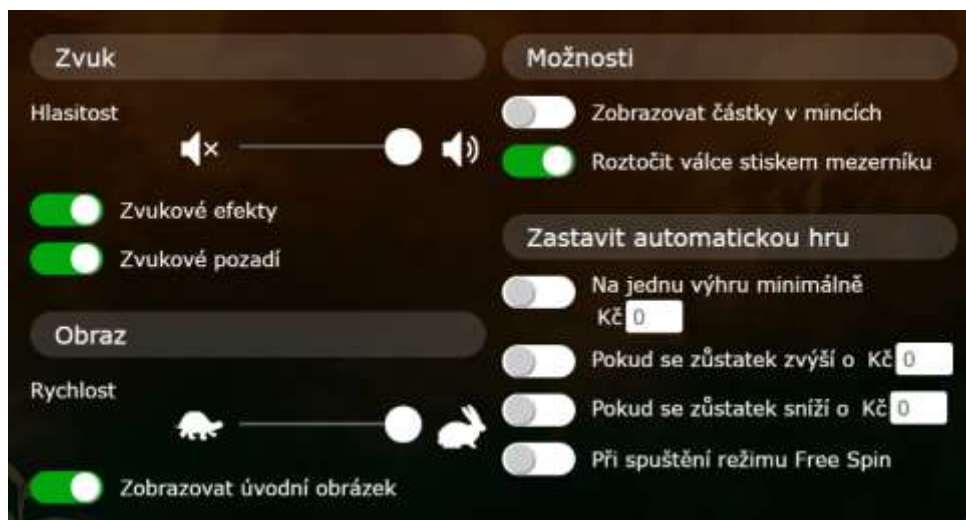 Zvuk
Hlasitost
Zvukové efekty
Zvukové pozadí
Obraz
Rychlost
Zobrazovat úvodní obrázek
Možnosti
Zobrazovat částky v mincích
Roztočit válce stiskem mezerníku
Zastavit automatickou hru
Na jednu výhru minimálně
Kč 0
Pokud se zůstatek zvýší o Kč 0
Pokud se zůstatek sníží o Kč 0
Při spuštění režimu Free Spin